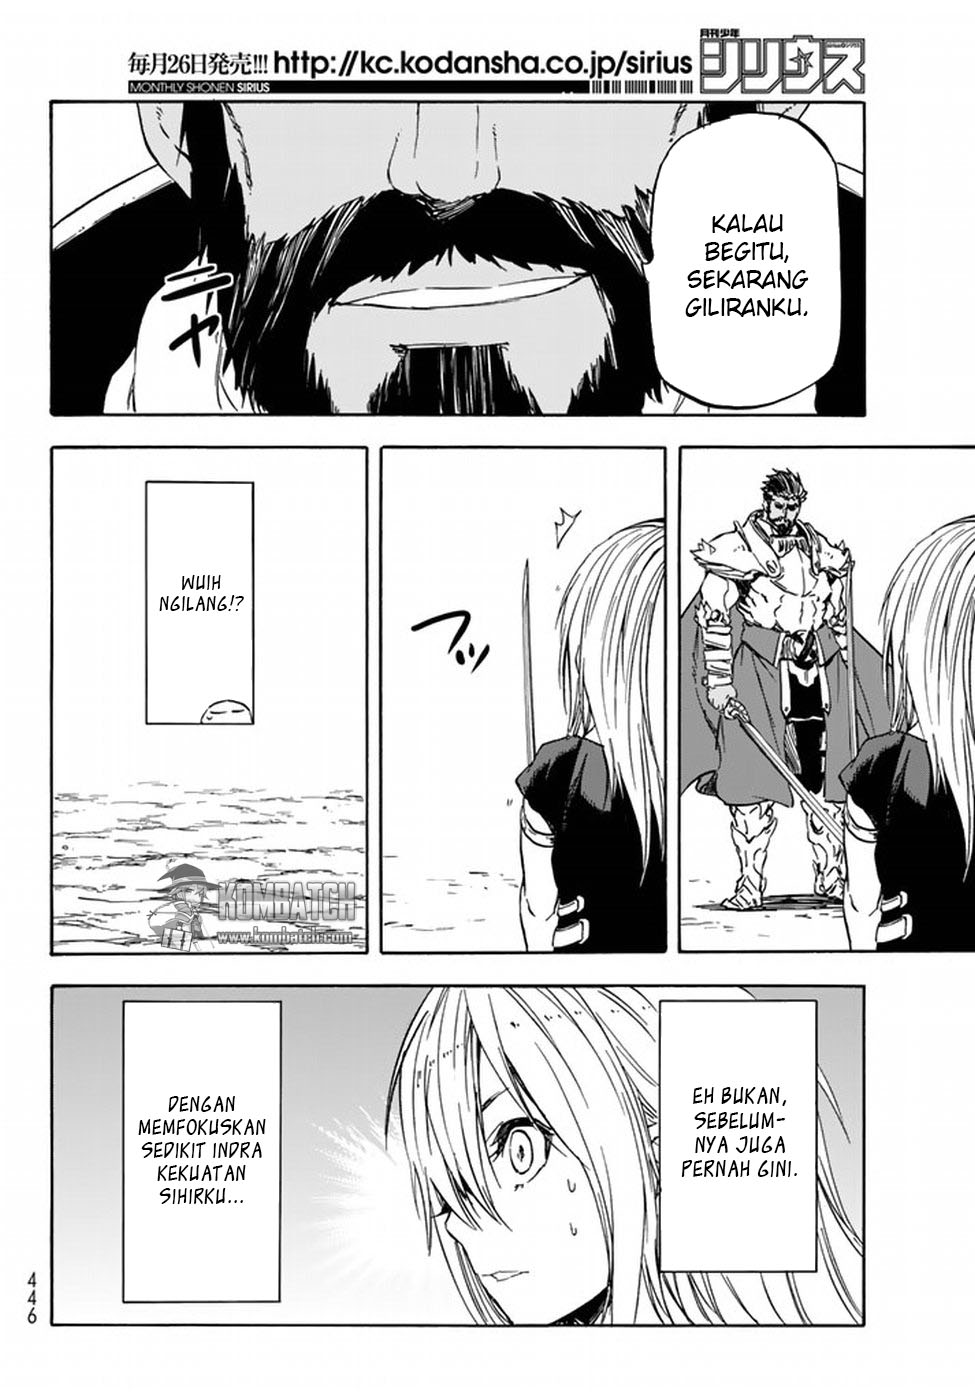 毎月26日発売!!! http://kc.kodansha.co.jp/sirius
MONTHLY SHONEN SIRIUS
月刊少年
シリウス
KALAU
BEGITU,
SEKARANG
GILIRANKU.
ニヤ
フッ
WUIH
NGILANG!?
KOMBATCH
www.kombatch.com
EH BUKAN,
SEBELUM-
NYA JUGA
PERNAH GINI.
DENGAN
MEMFOKUSKAN
SEDIKIT INDRA
KEKUATAN
SIHIRKU...
446